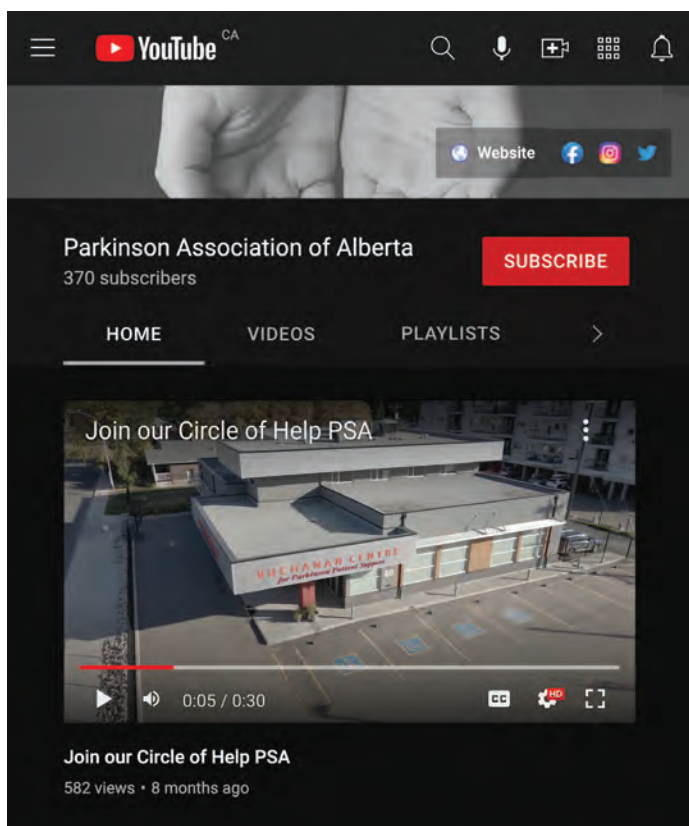 YouTube CA
Website
Parkinson Association of Alberta
370 subscribers
SUBSCRIBE
HOME VIDEOS PLAYLISTS
Join our Circle of Help PSA
BUCHANAN CENTRE
for Parkinson Patient Support
0:05 / 0:30
CC
HD
Join our Circle of Help PSA
582 views • 8 months ago